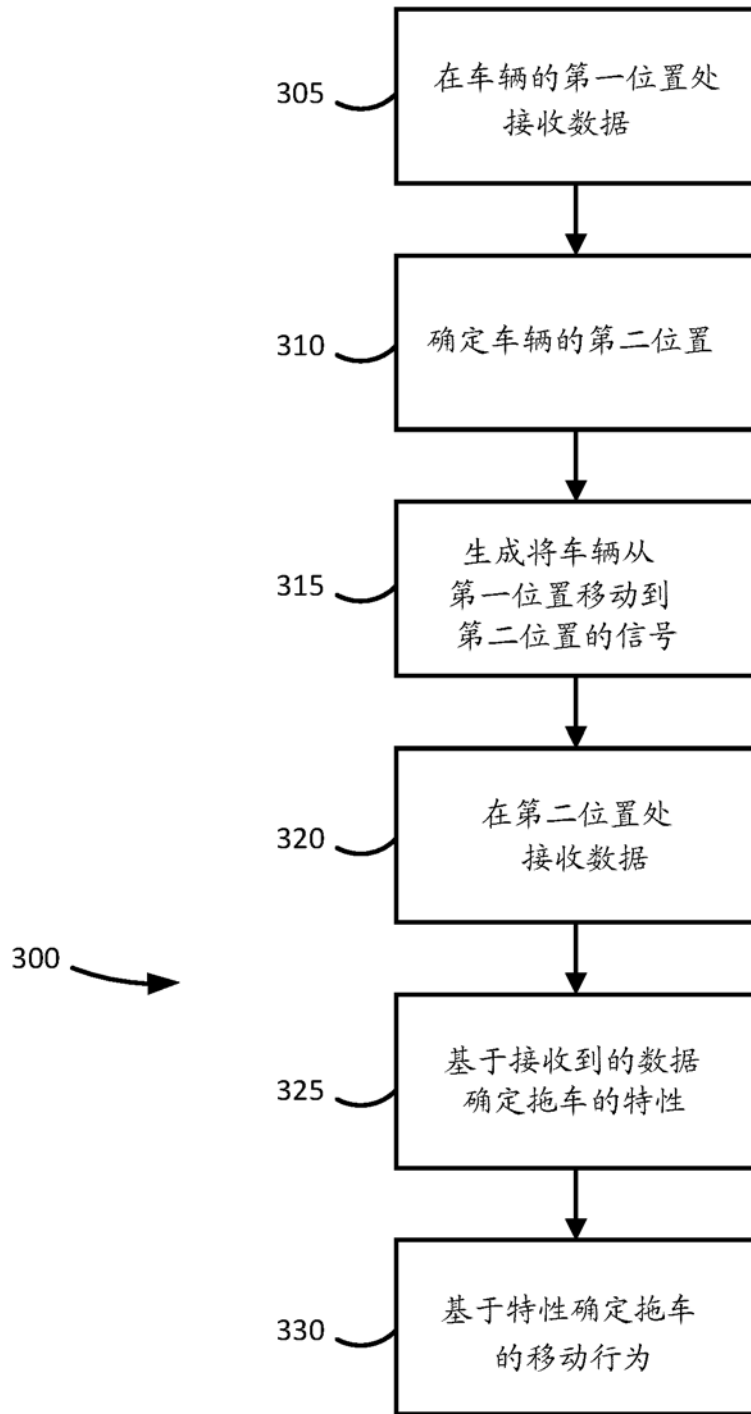 305
在车辆的第一位置处
接收数据
310
确定车辆的第二位置
315
生成将车辆从
第一位置移动到
第二位置的信号
320
在第二位置处
接收数据
300
325
基于接收到的数据
确定拖车的特性
330
基于特性确定拖车
的移动行为